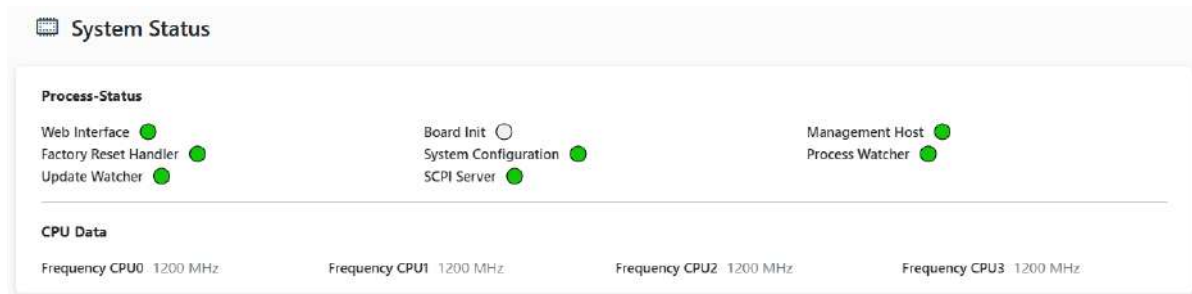 System Status
Process-Status
Web Interface Board Init Management Host
Factory Reset Handler System Configuration Process Watcher
Update Watcher SCPI Server
CPU Data
Frequency CPU0 1200 MHz Frequency CPU1 1200 MHz Frequency CPU2 1200 MHz Frequency CPU3 1200 MHz